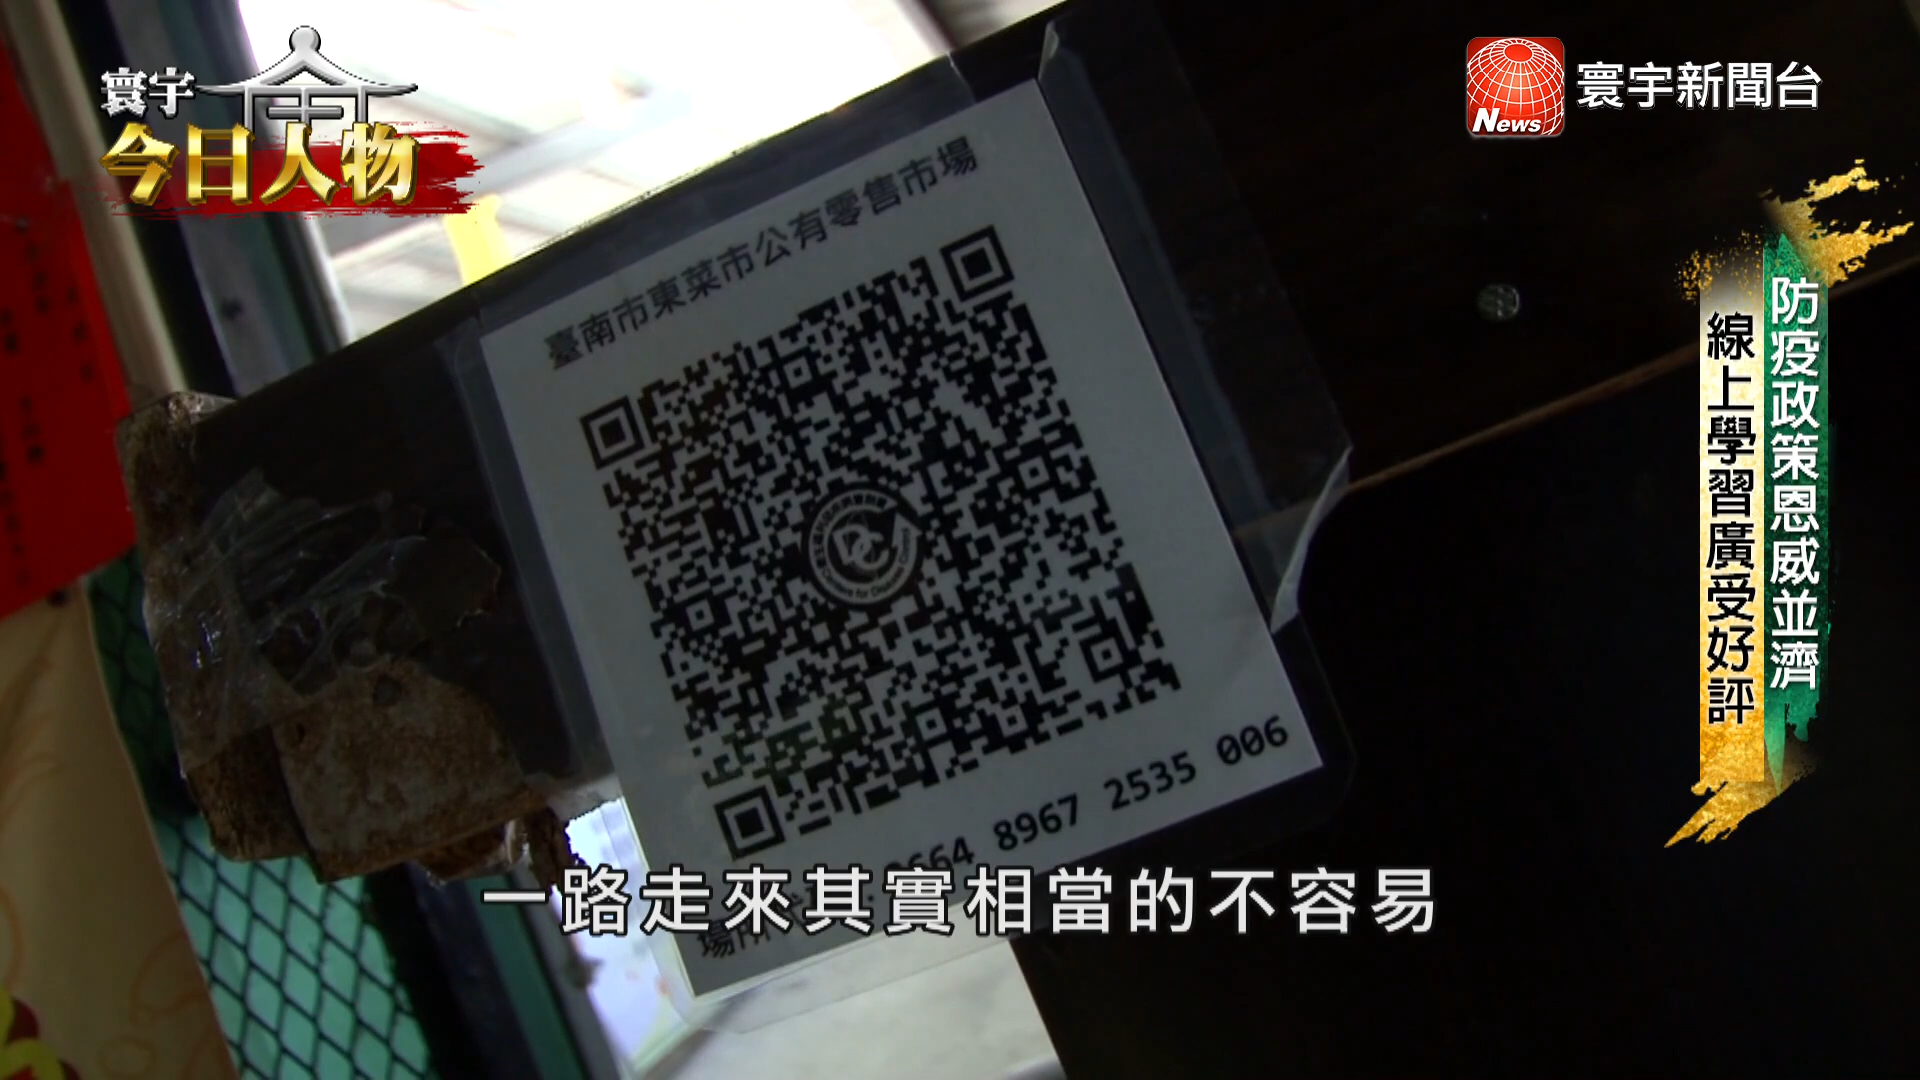 寰宇
今日人物
News
寰宇新聞台
防疫政策恩威並濟
線上學習廣受好評
臺南市東菜市公有零售市場
8967 2535 006
一路走來其實相當的不容易